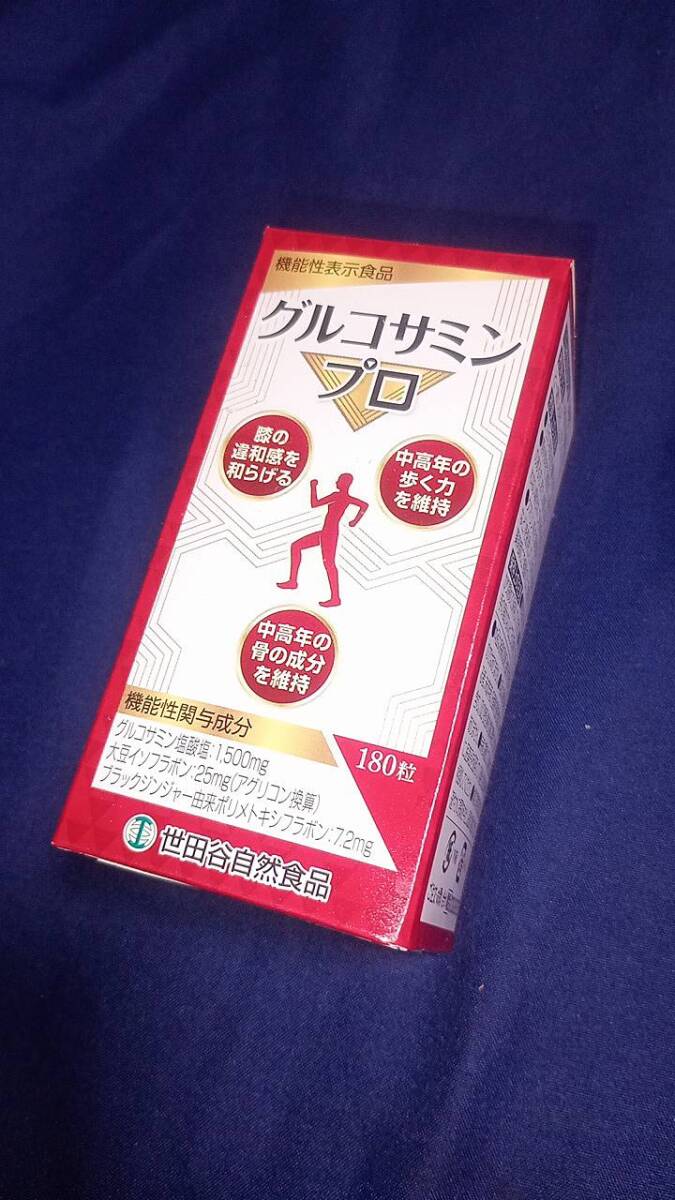 機能性表示食品
グルコサミン
プロ
膝の
違和感を
和らげる
中高年の
歩く力
を維持
中高年の
骨の成分
を維持
機能性関与成分
グルコサミン塩酸塩:1,500mg
大豆イソフラボン:25mg(アグリコン換算)
ブラックジンジャー由来ポリメトキシフラボン:7.2mg
180粒
世田谷自然食品